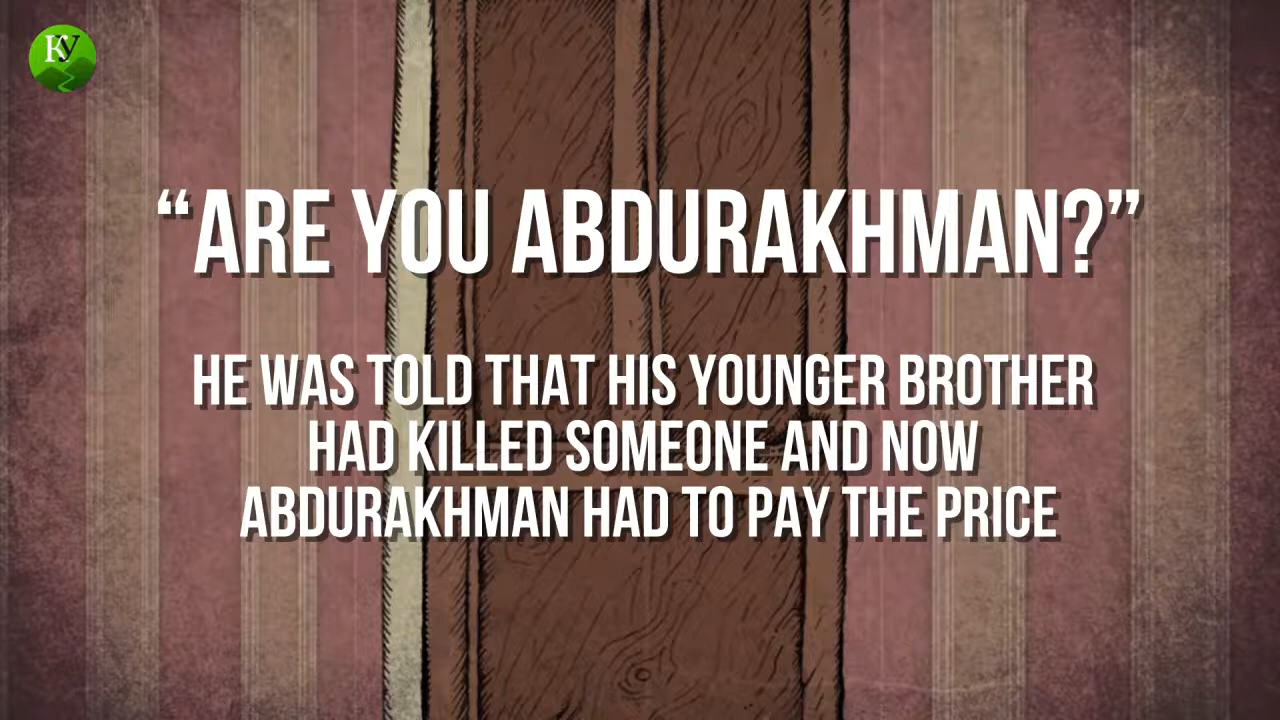 КУ
“ARE YOU ABDURAKHMAN?”
HE WAS TOLD THAT HIS YOUNGER BROTHER
HAD KILLED SOMEONE AND NOW
ABDURAKHMAN HAD TO PAY THE PRICE